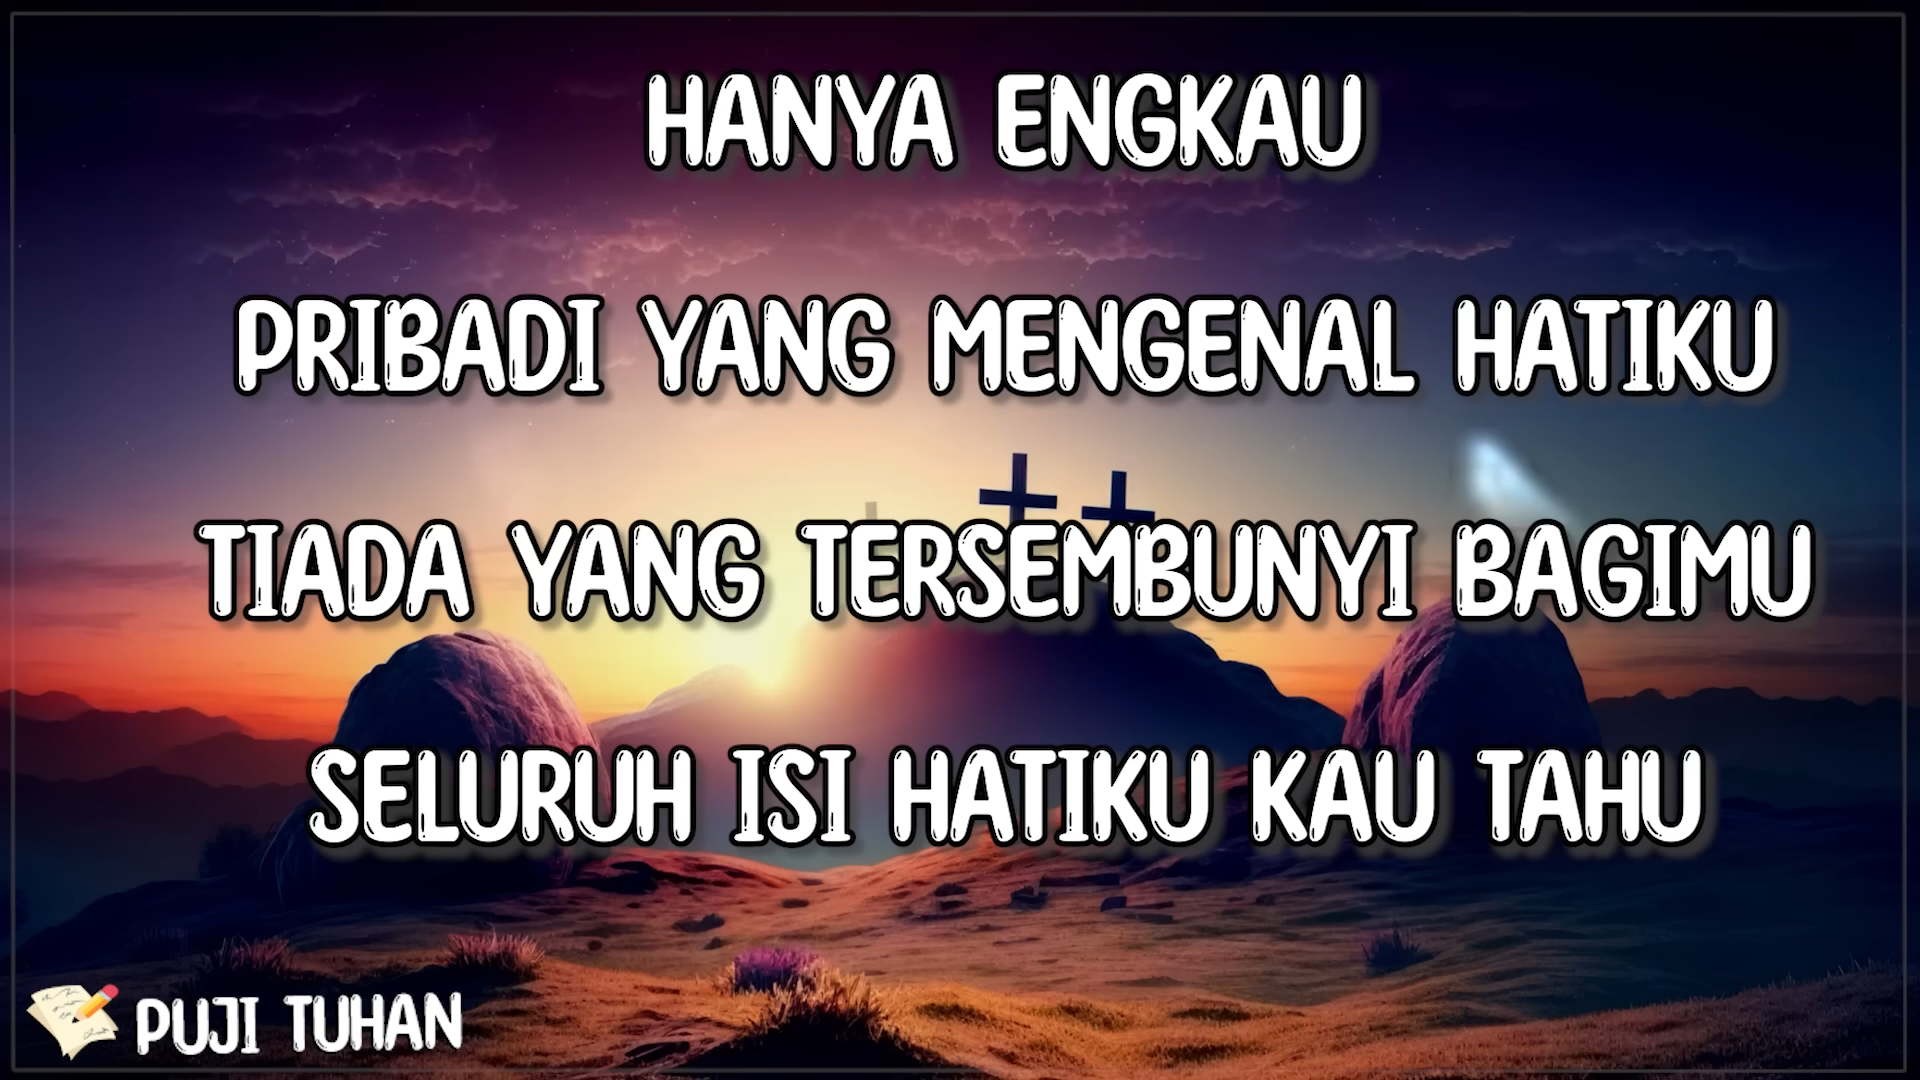 HANYA ENGKAU
PRIBADI YANG MENGENAL HATIKU
TIADA YANG TERSEMBUNYI BAGIMU
SELURUH ISI HATIKU KAU TAHU
PUJI TUHAN